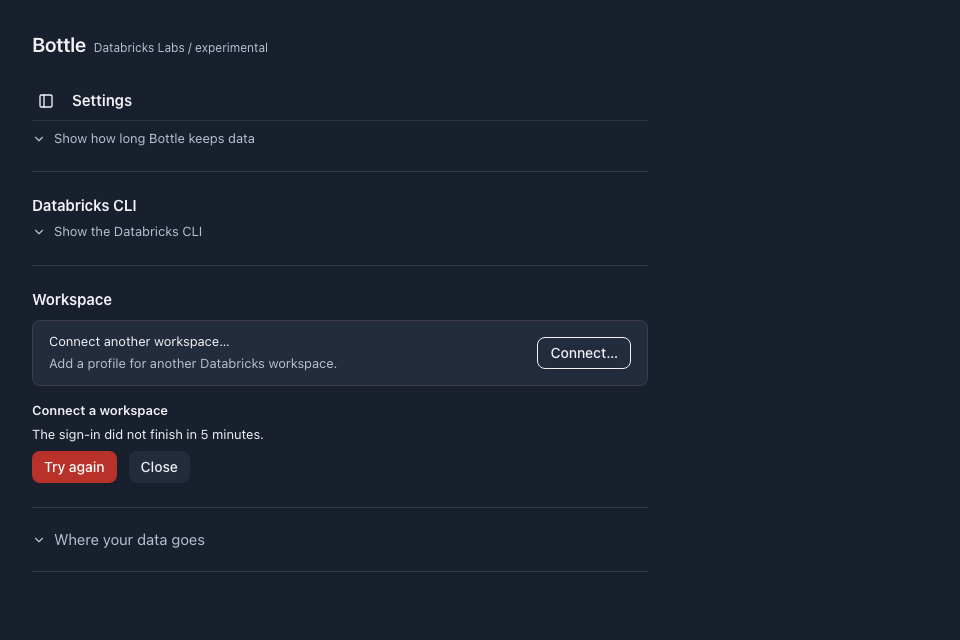 Bottle Databricks Labs / experimental
Settings
Show how long Bottle keeps data
Databricks CLI
Show the Databricks CLI
Workspace
Connect another workspace...
Add a profile for another Databricks workspace.
Connect...
Connect a workspace
The sign-in did not finish in 5 minutes.
Try again Close
Where your data goes